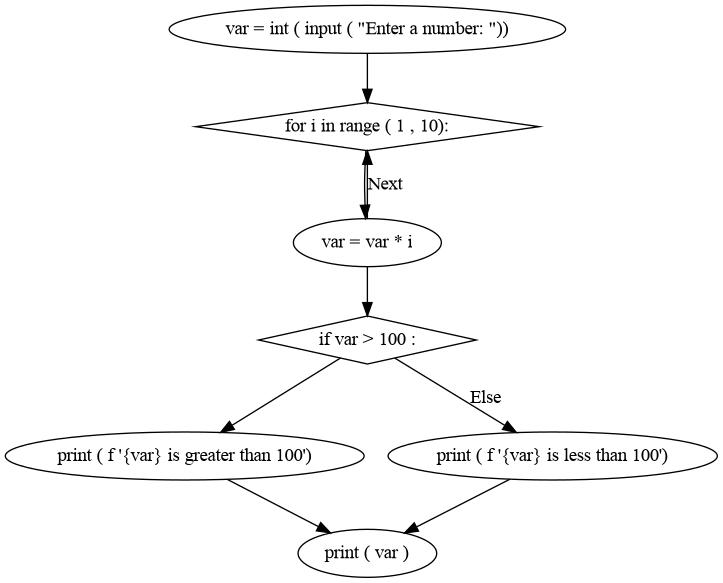 var = int ( input ( "Enter a number: "))
for i in range ( 1 , 10):
Next
var = var * i
if var > 100 :
Else
print ( f '{var} is greater than 100')
print ( f '{var} is less than 100')
print ( var )